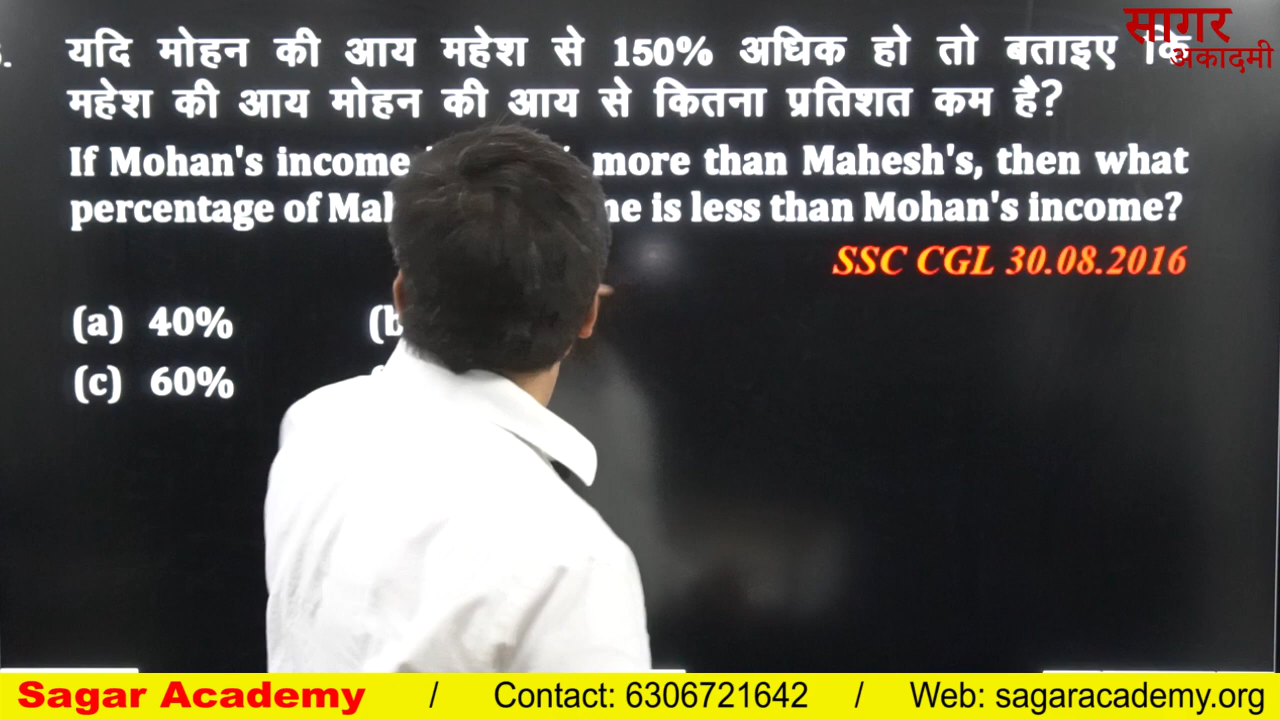 सागर
अकादमी
यदि मोहन की आय महेश से 150% अधिक हो तो बताइए कि
महेश की आय मोहन की आय से कितना प्रतिशत कम है?
If Mohan's income more than Mahesh's, then what
percentage of is less than Mohan's income?
SSC CGL 30.08.2016
(a) 40%
(c) 60%
Sagar Academy / Contact: 6306721642 / Web: sagaracademy.org